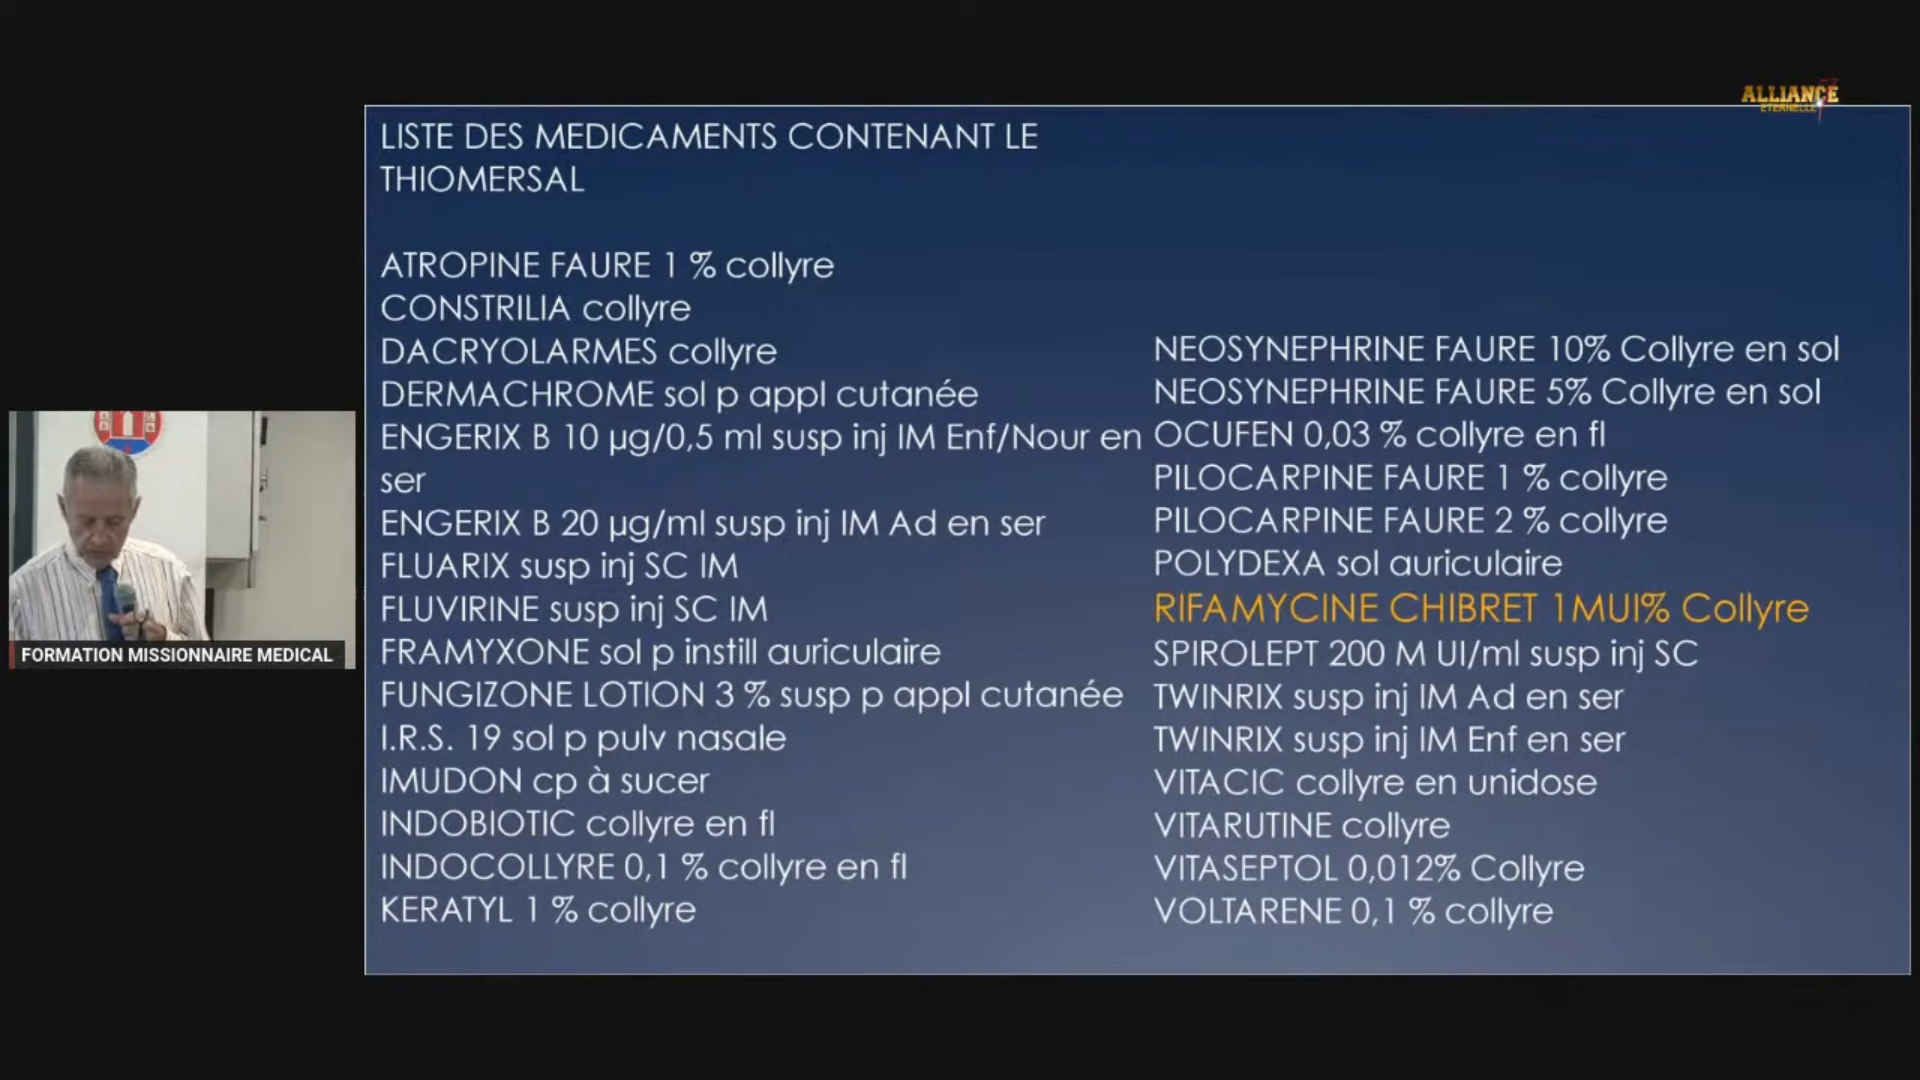 ALLIANCE
ETERNELLE
LISTE DES MEDICAMENTS CONTENANT LE
THIOMERSAL
ATROPINE FAURE 1 % collyre
CONSTRILIA collyre
DACRYOLARMES collyre
DERMACHROME sol p appl cutanée
ENGERIX B 10 µg/0,5 ml susp inj IM Enf/Nour en
ser
ENGERIX B 20 µg/ml susp inj IM Ad en ser
FLUARIX susp inj SC IM
FLUVIRINE susp inj SC IM
FRAMYXONE sol p instill auriculaire
FUNGIZONE LOTION 3 % susp p appl cutanée
I.R.S. 19 sol p pulv nasale
IMUDON cp à sucer
INDOBIOTIC collyre en fl
INDOCOLLYRE 0,1 % collyre en fl
KERATYL 1 % collyre
NEOSYNEPHRINE FAURE 10% Collyre en sol
NEOSYNEPHRINE FAURE 5% Collyre en sol
OCUFEN 0,03 % collyre en fl
PILOCARPINE FAURE 1 % collyre
PILOCARPINE FAURE 2 % collyre
POLYDEXA sol auriculaire
RIFAMYCINE CHIBRET 1MUI% Collyre
SPIROLEPT 200 M UI/ml susp inj SC
TWINRIX susp inj IM Ad en ser
TWINRIX susp inj IM Enf en ser
VITACIC collyre en unidose
VITARUTINE collyre
VITASEPTOL 0,012% Collyre
VOLTARENE 0,1 % collyre
FORMATION MISSIONNAIRE MEDICAL